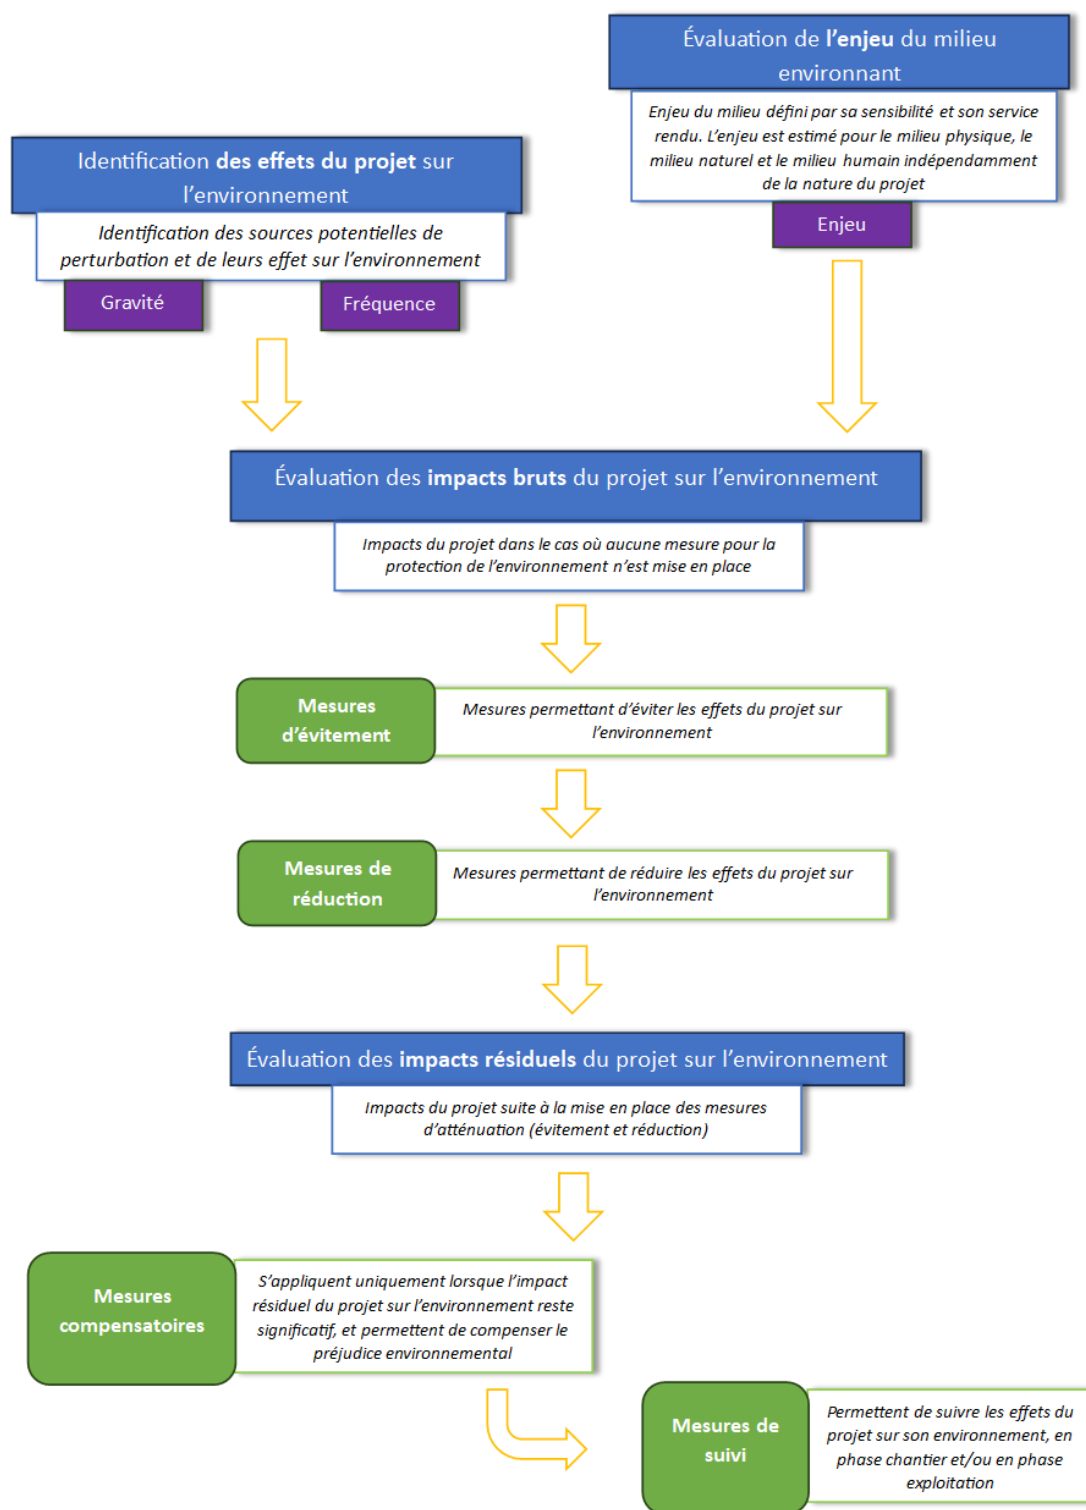 Évaluation de l'enjeu du milieu
environnant
Enjeu du milieu défini par sa sensibilité et son service
rendu. L'enjeu est estimé pour le milieu physique, le
milieu naturel et le milieu humain indépendamment
de la nature du projet
Enjeu
Identification des effets du projet sur
l'environnement
Identification des sources potentielles de
perturbation et de leurs effet sur l'environnement
Gravité
Fréquence
Évaluation des impacts bruts du projet sur l'environnement
Impacts du projet dans le cas où aucune mesure pour la
protection de l'environnement n'est mise en place
Mesures
d'évitement
Mesures permettant d'éviter les effets du projet sur
l'environnement
Mesures de
réduction
Mesures permettant de réduire les effets du projet sur
l'environnement
Évaluation des impacts résiduels du projet sur l'environnement
Impacts du projet suite à la mise en place des mesures
d'atténuation (évitement et réduction)
Mesures
compensatoires
S'appliquent uniquement lorsque l'impact
résiduel du projet sur l'environnement reste
significatif, et permettent de compenser le
préjudice environnemental
Mesures de
suivi
Permettent de suivre les effets du
projet sur son environnement, en
phase chantier et/ou en phase
exploitation